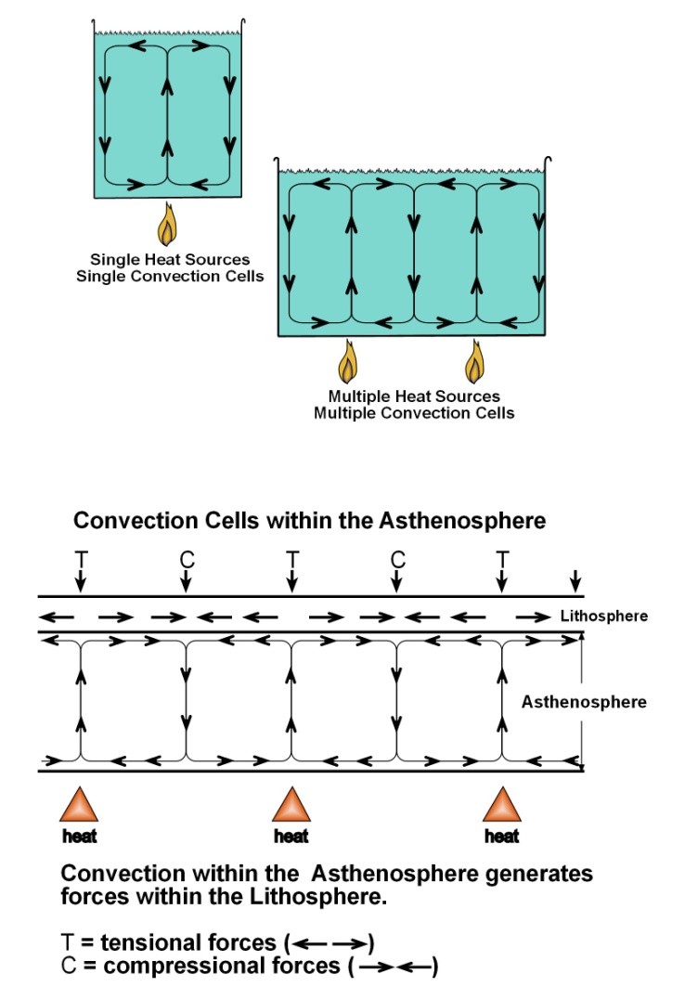 Single Heat Sources
Single Convection Cells
Multiple Heat Sources
Multiple Convection Cells
Convection Cells within the Asthenosphere
T C T C T
Lithosphere
Asthenosphere
heat heat heat
Convection within the Asthenosphere generates
forces within the Lithosphere.
T = tensional forces (←→)
C = compressional forces (→←)